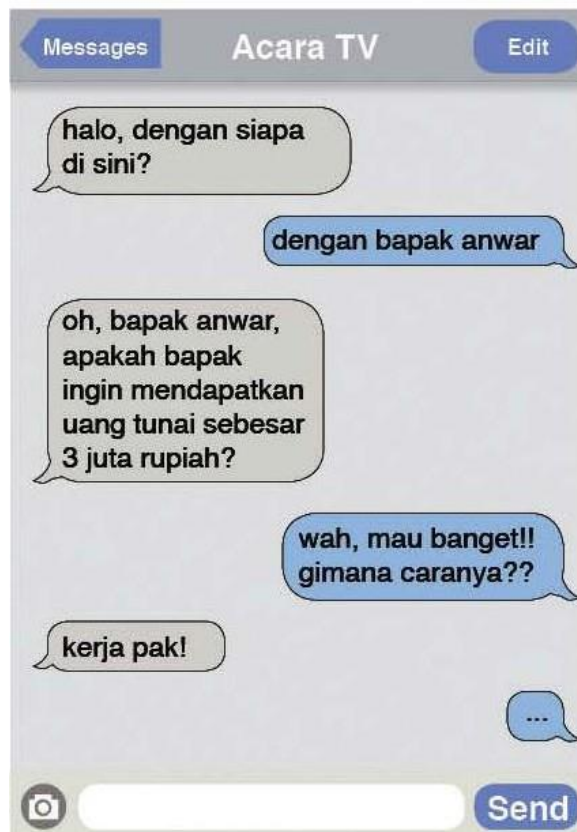 Messages
Acara TV
Edit
halo, dengan siapa
di sini?
dengan bapak anwar
oh, bapak anwar,
apakah bapak
ingin mendapatkan
uang tunai sebesar
3 juta rupiah?
wah, mau banget!!
gimana caranya??
kerja pak!
...
Send